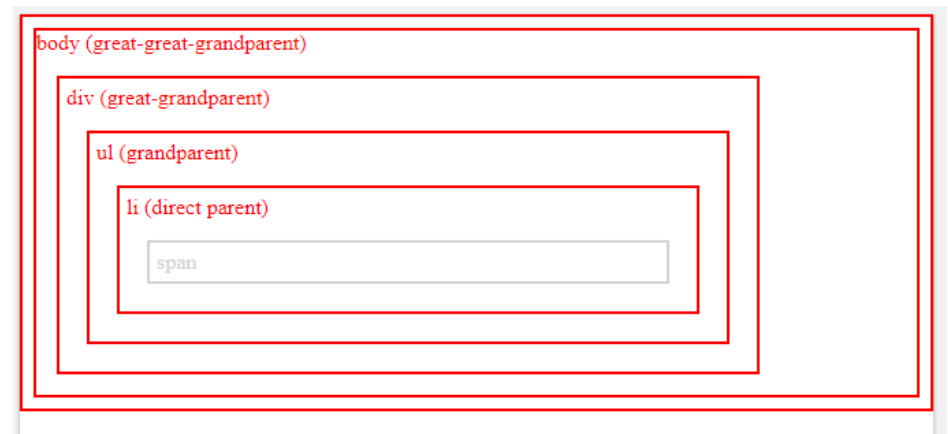 body (great-great-grandparent)
div (great-grandparent)
ul (grandparent)
li (direct parent)
span